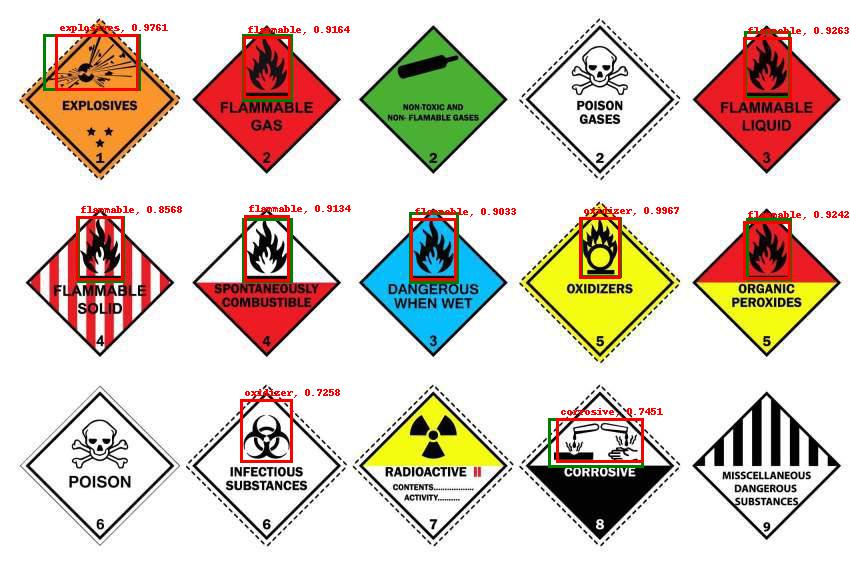 explosives, 0.9761
flammable, 0.9164
flammable, 0.9263
EXPLOSIVES
1
FLAMMABLE
GAS
2
NON-TOXIC AND
NON- FLAMABLE GASES
2
POISON
GASES
2
FLAMMABLE
LIQUID
3
flammable, 0.8568
flammable, 0.9134
flammable, 0.9033
oxidizer, 0.9967
flammable, 0.9242
FLAMMABLE
SOLID
4
SPONTANEOUSLY
COMBUSTIBLE
4
DANGEROUS
WHEN WET
3
OXIDIZERS
5
ORGANIC
PEROXIDES
5
oxidizer, 0.7258
corrosive, 0.7451
POISON
6
INFECTIOUS
SUBSTANCES
6
RADIOACTIVE II
CONTENTS.................
ACTIVITY..........
7
CORROSIVE
8
MISSCELLANEOUS
DANGEROUS
SUBSTANCES
9